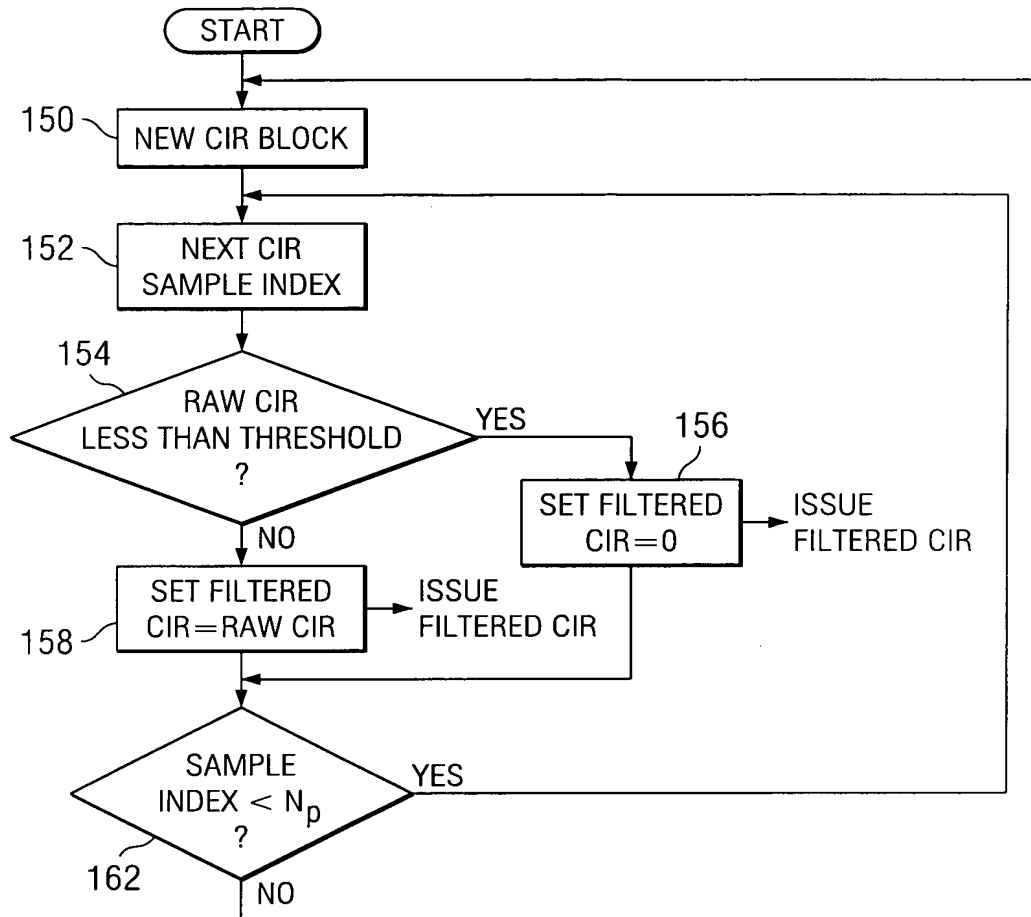 START
150
NEW CIR BLOCK
152
NEXT CIR
SAMPLE INDEX
154
RAW CIR
LESS THAN THRESHOLD
?
YES
156
SET FILTERED
CIR=0
ISSUE
FILTERED CIR
NO
158
SET FILTERED
CIR=RAW CIR
ISSUE
FILTERED CIR
SAMPLE
INDEX < Np
?
YES
162
NO